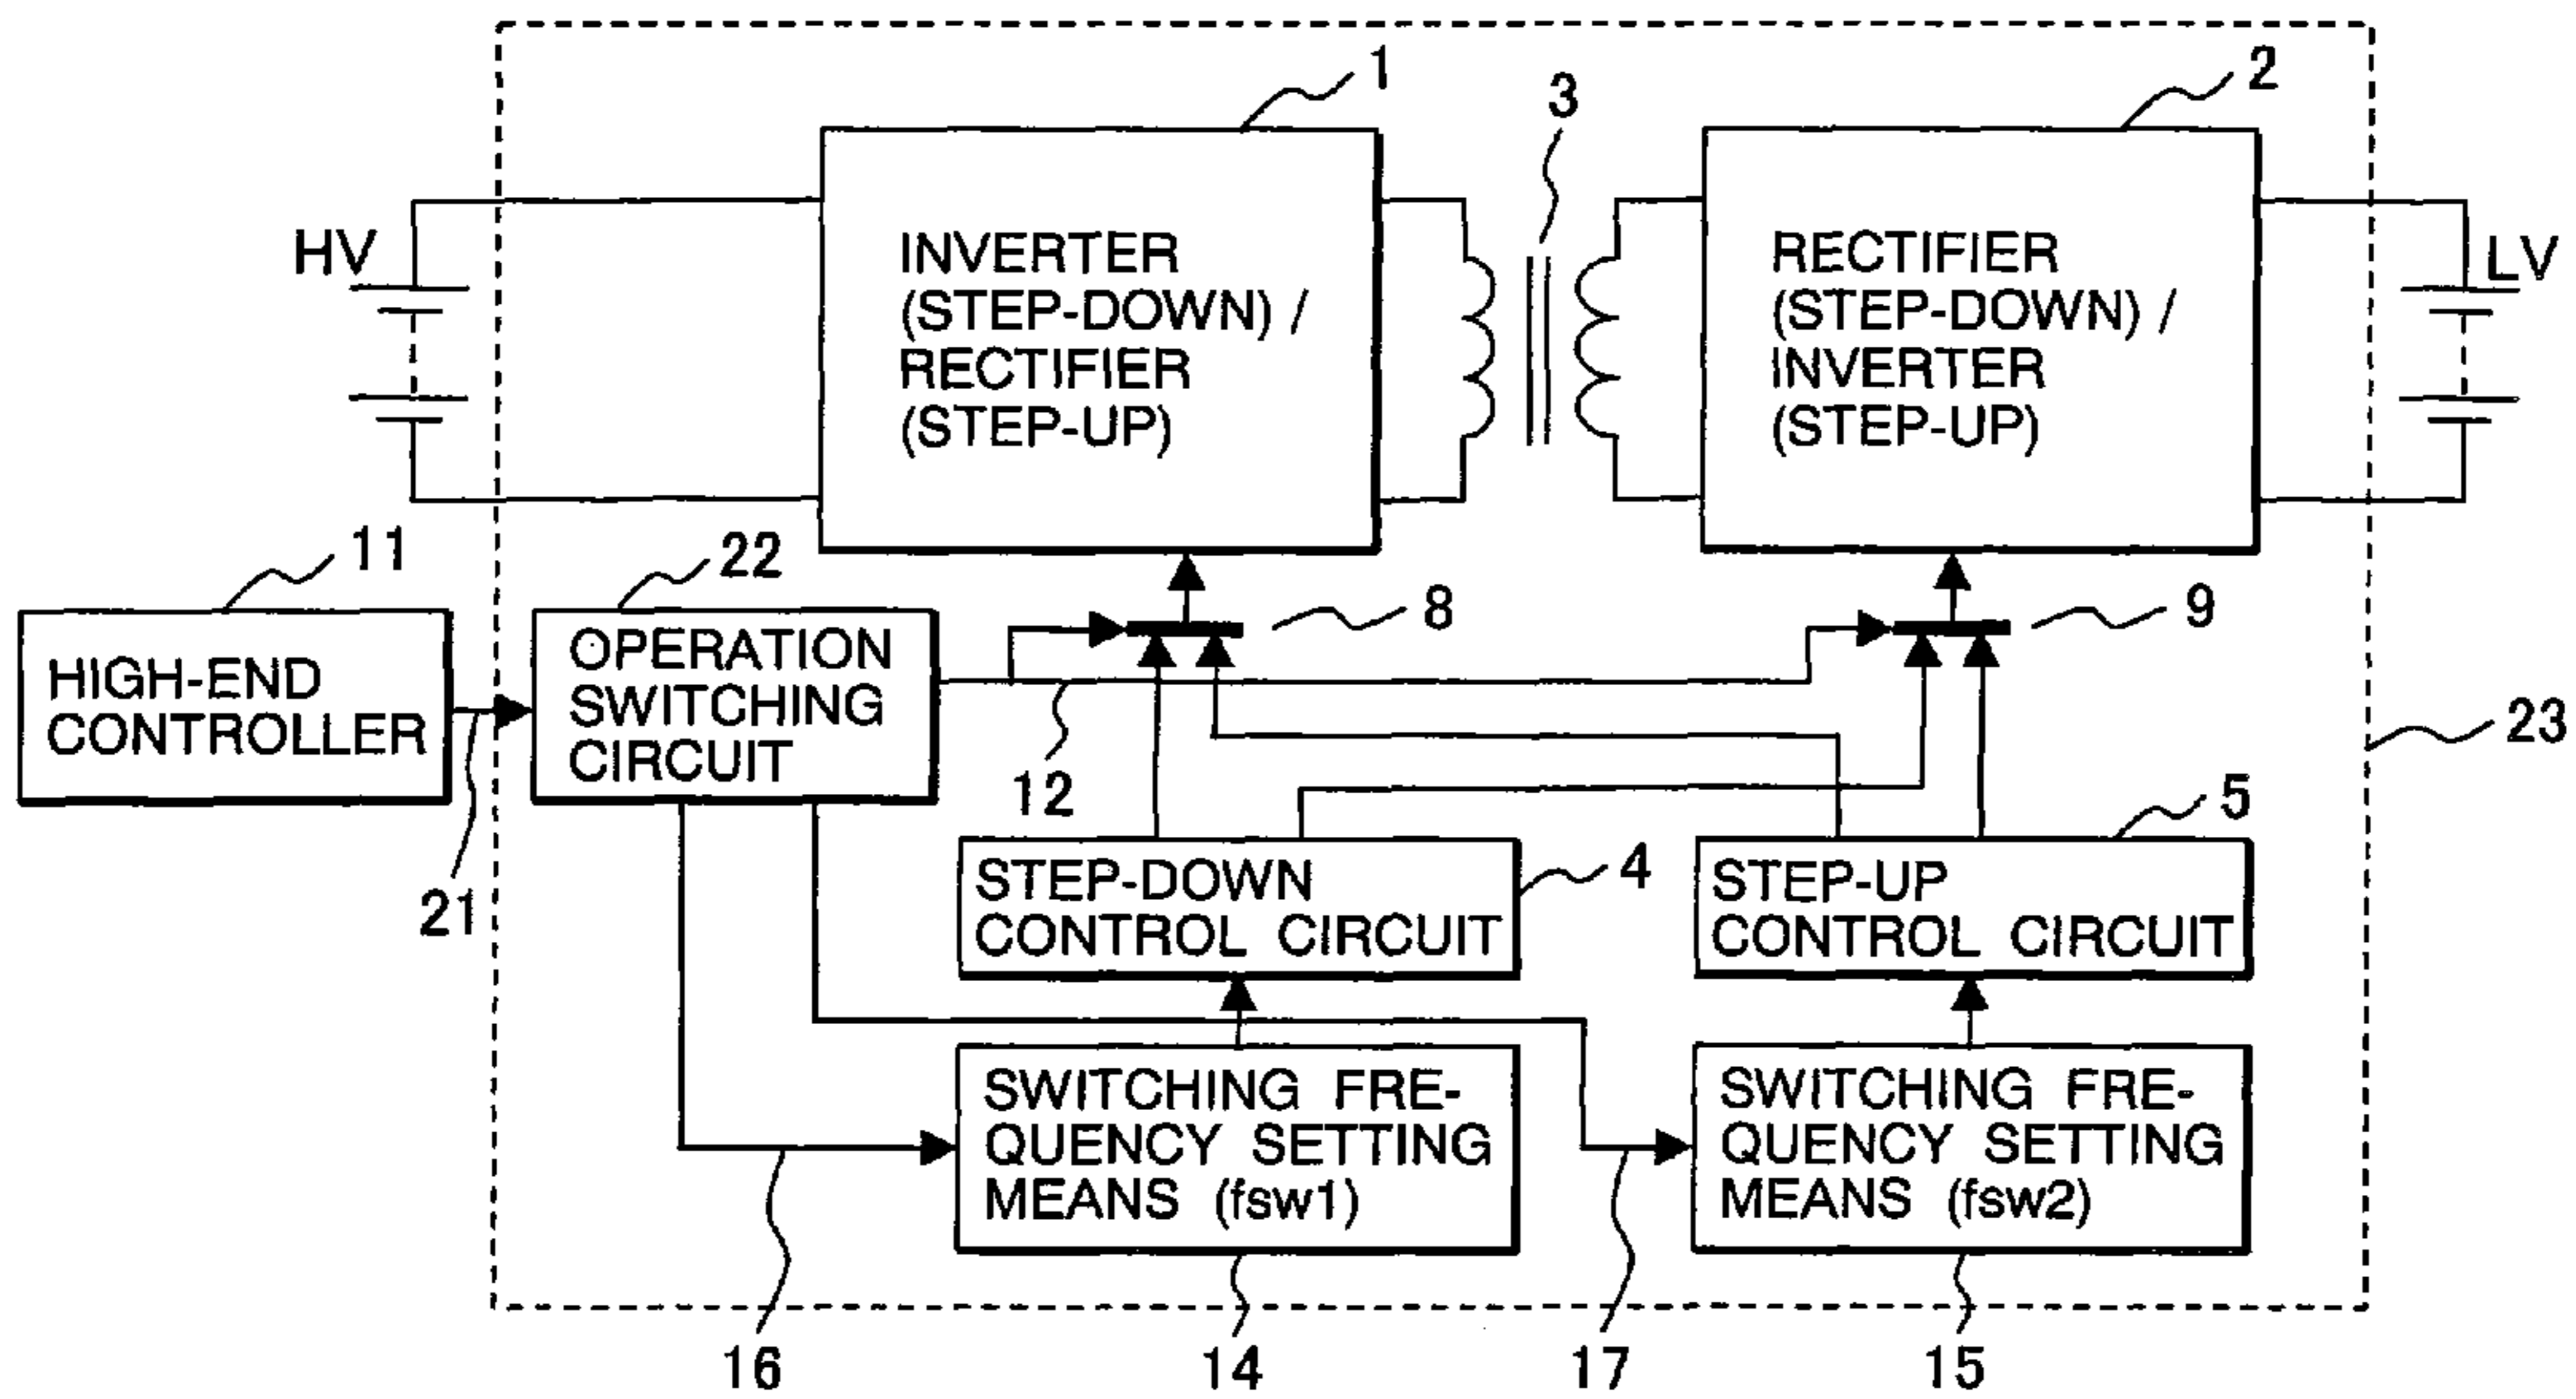 1
2
3
HV
INVERTER
(STEP-DOWN) /
RECTIFIER
(STEP-UP)
RECTIFIER
(STEP-DOWN) /
INVERTER
(STEP-UP)
LV
11
22
8
9
HIGH-END
CONTROLLER
OPERATION
SWITCHING
CIRCUIT
23
12
21
STEP-DOWN
CONTROL CIRCUIT
4
STEP-UP
CONTROL CIRCUIT
5
SWITCHING FRE-
QUENCY SETTING
MEANS (fsw1)
SWITCHING FRE-
QUENCY SETTING
MEANS (fsw2)
16
14
17
15